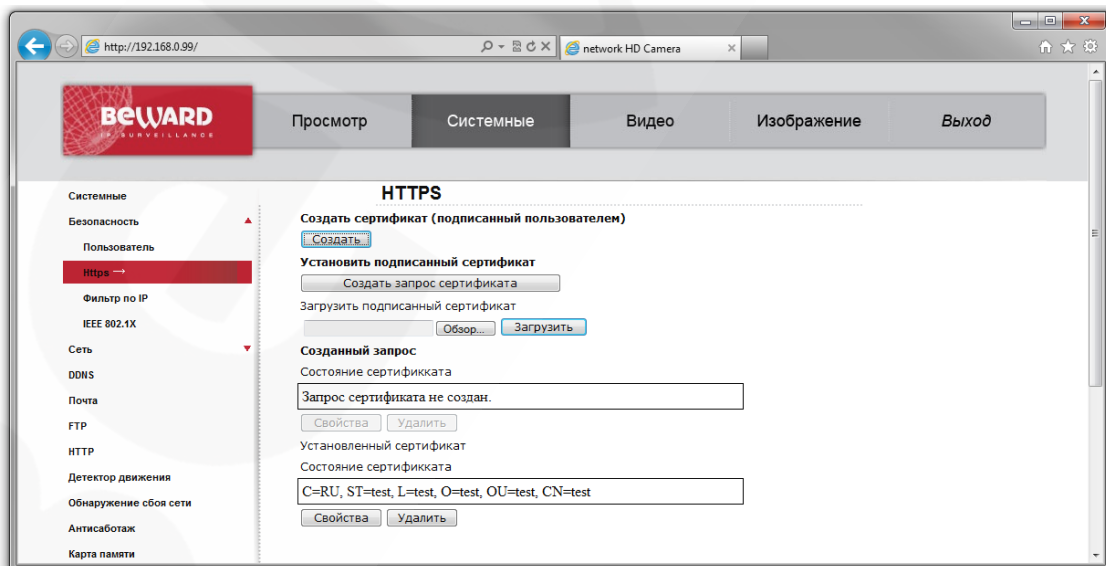 http://192.168.0.99/
network HD Camera
BEWARD
IP SURVEILLANCE
Просмотр Системные Видео Изображение Выход
Системные
Безопасность
Пользователь
Https →
Фильтр по IP
IEEE 802.1X
Сеть
DDNS
Почта
FTP
HTTP
Детектор движения
Обнаружение сбоя сети
Антисаботаж
Карта памяти
HTTPS
Создать сертификат (подписанный пользователем)
Создать
Установить подписанный сертификат
Создать запрос сертификата
Загрузить подписанный сертификат
Обзор... Загрузить
Созданный запрос
Состояние сертификката
Запрос сертификата не создан.
Свойства Удалить
Установленный сертификат
Состояние сертификката
C=RU, ST=test, L=test, O=test, OU=test, CN=test
Свойства Удалить